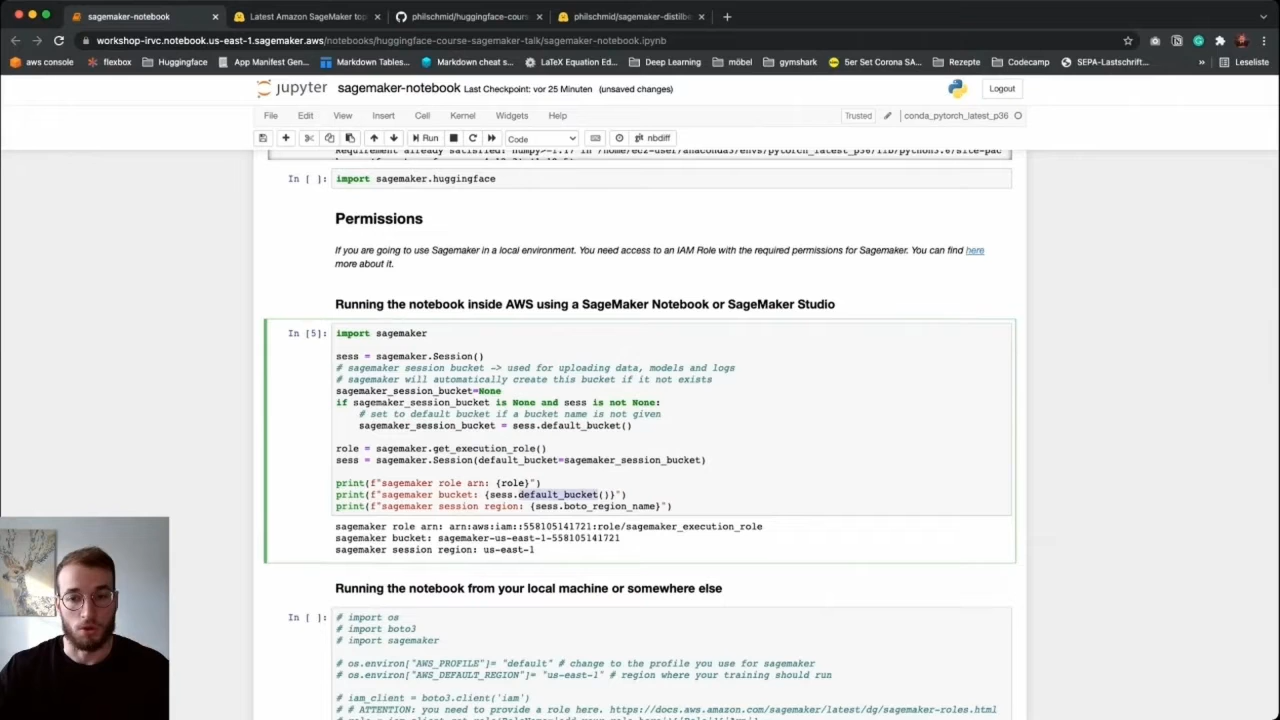 sagemaker-notebook
Latest Amazon SageMaker top
philschmid/huggingface-cour
philschmid/sagemaker-distilbe
workshop-irvc.notebook.us-east-1.sagemaker.aws/notebooks/huggingface-course-sagemaker-talk/sagemaker-notebook.ipynb
aws console
flexbox
Huggingface
App Manifest Gen...
Markdown Tables...
Markdown cheat s...
LaTeX Equation Ed...
Deep Learning
möbel
gymshark
5er Set Corona SA...
Rezepte
Codecamp
SEPA-Lastschrift...
»
Leseliste
jupyter sagemaker-notebook Last Checkpoint: vor 25 Minuten (unsaved changes)
Logout
File Edit View Insert Cell Kernel Widgets Help
Trusted
conda_pytorch_latest_p36
Run
Code
nbdiff
In [ ]: import sagemaker.huggingface
Permissions
If you are going to use Sagemaker in a local environment. You need access to an IAM Role with the required permissions for Sagemaker. You can find here
more about it.
Running the notebook inside AWS using a SageMaker Notebook or SageMaker Studio
In [5]: import sagemaker
sess = sagemaker.Session()
# sagemaker session bucket -> used for uploading data, models and logs
# sagemaker will automatically create this bucket if it not exists
sagemaker_session_bucket=None
if sagemaker_session_bucket is None and sess is not None:
# set to default bucket if a bucket name is not given
sagemaker_session_bucket = sess.default_bucket()
role = sagemaker.get_execution_role()
sess = sagemaker.Session(default_bucket=sagemaker_session_bucket)
print(f"sagemaker role arn: {role}")
print(f"sagemaker bucket: {sess.default_bucket()}")
print(f"sagemaker session region: {sess.boto_region_name}")
sagemaker role arn: arn:aws:iam::558105141721:role/sagemaker_execution_role
sagemaker bucket: sagemaker-us-east-1-558105141721
sagemaker session region: us-east-1
Running the notebook from your local machine or somewhere else
In [ ]: # import os
# import boto3
# import sagemaker
# os.environ["AWS_PROFILE"]= "default" # change to the profile you use for sagemaker
# os.environ["AWS_DEFAULT_REGION"]= "us-east-1" # region where your training should run
# iam_client = boto3.client('iam')
# ATTENTION: you need to provide a role here. https://docs.aws.amazon.com/sagemaker/latest/dg/sagemaker-roles.html